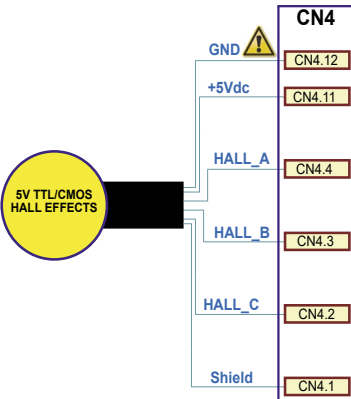 CN4
GND
CN4.12
+5Vdc
CN4.11
HALL_A
CN4.4
5V TTL/CMOS
HALL EFFECTS
HALL_B
CN4.3
HALL_C
CN4.2
Shield
CN4.1